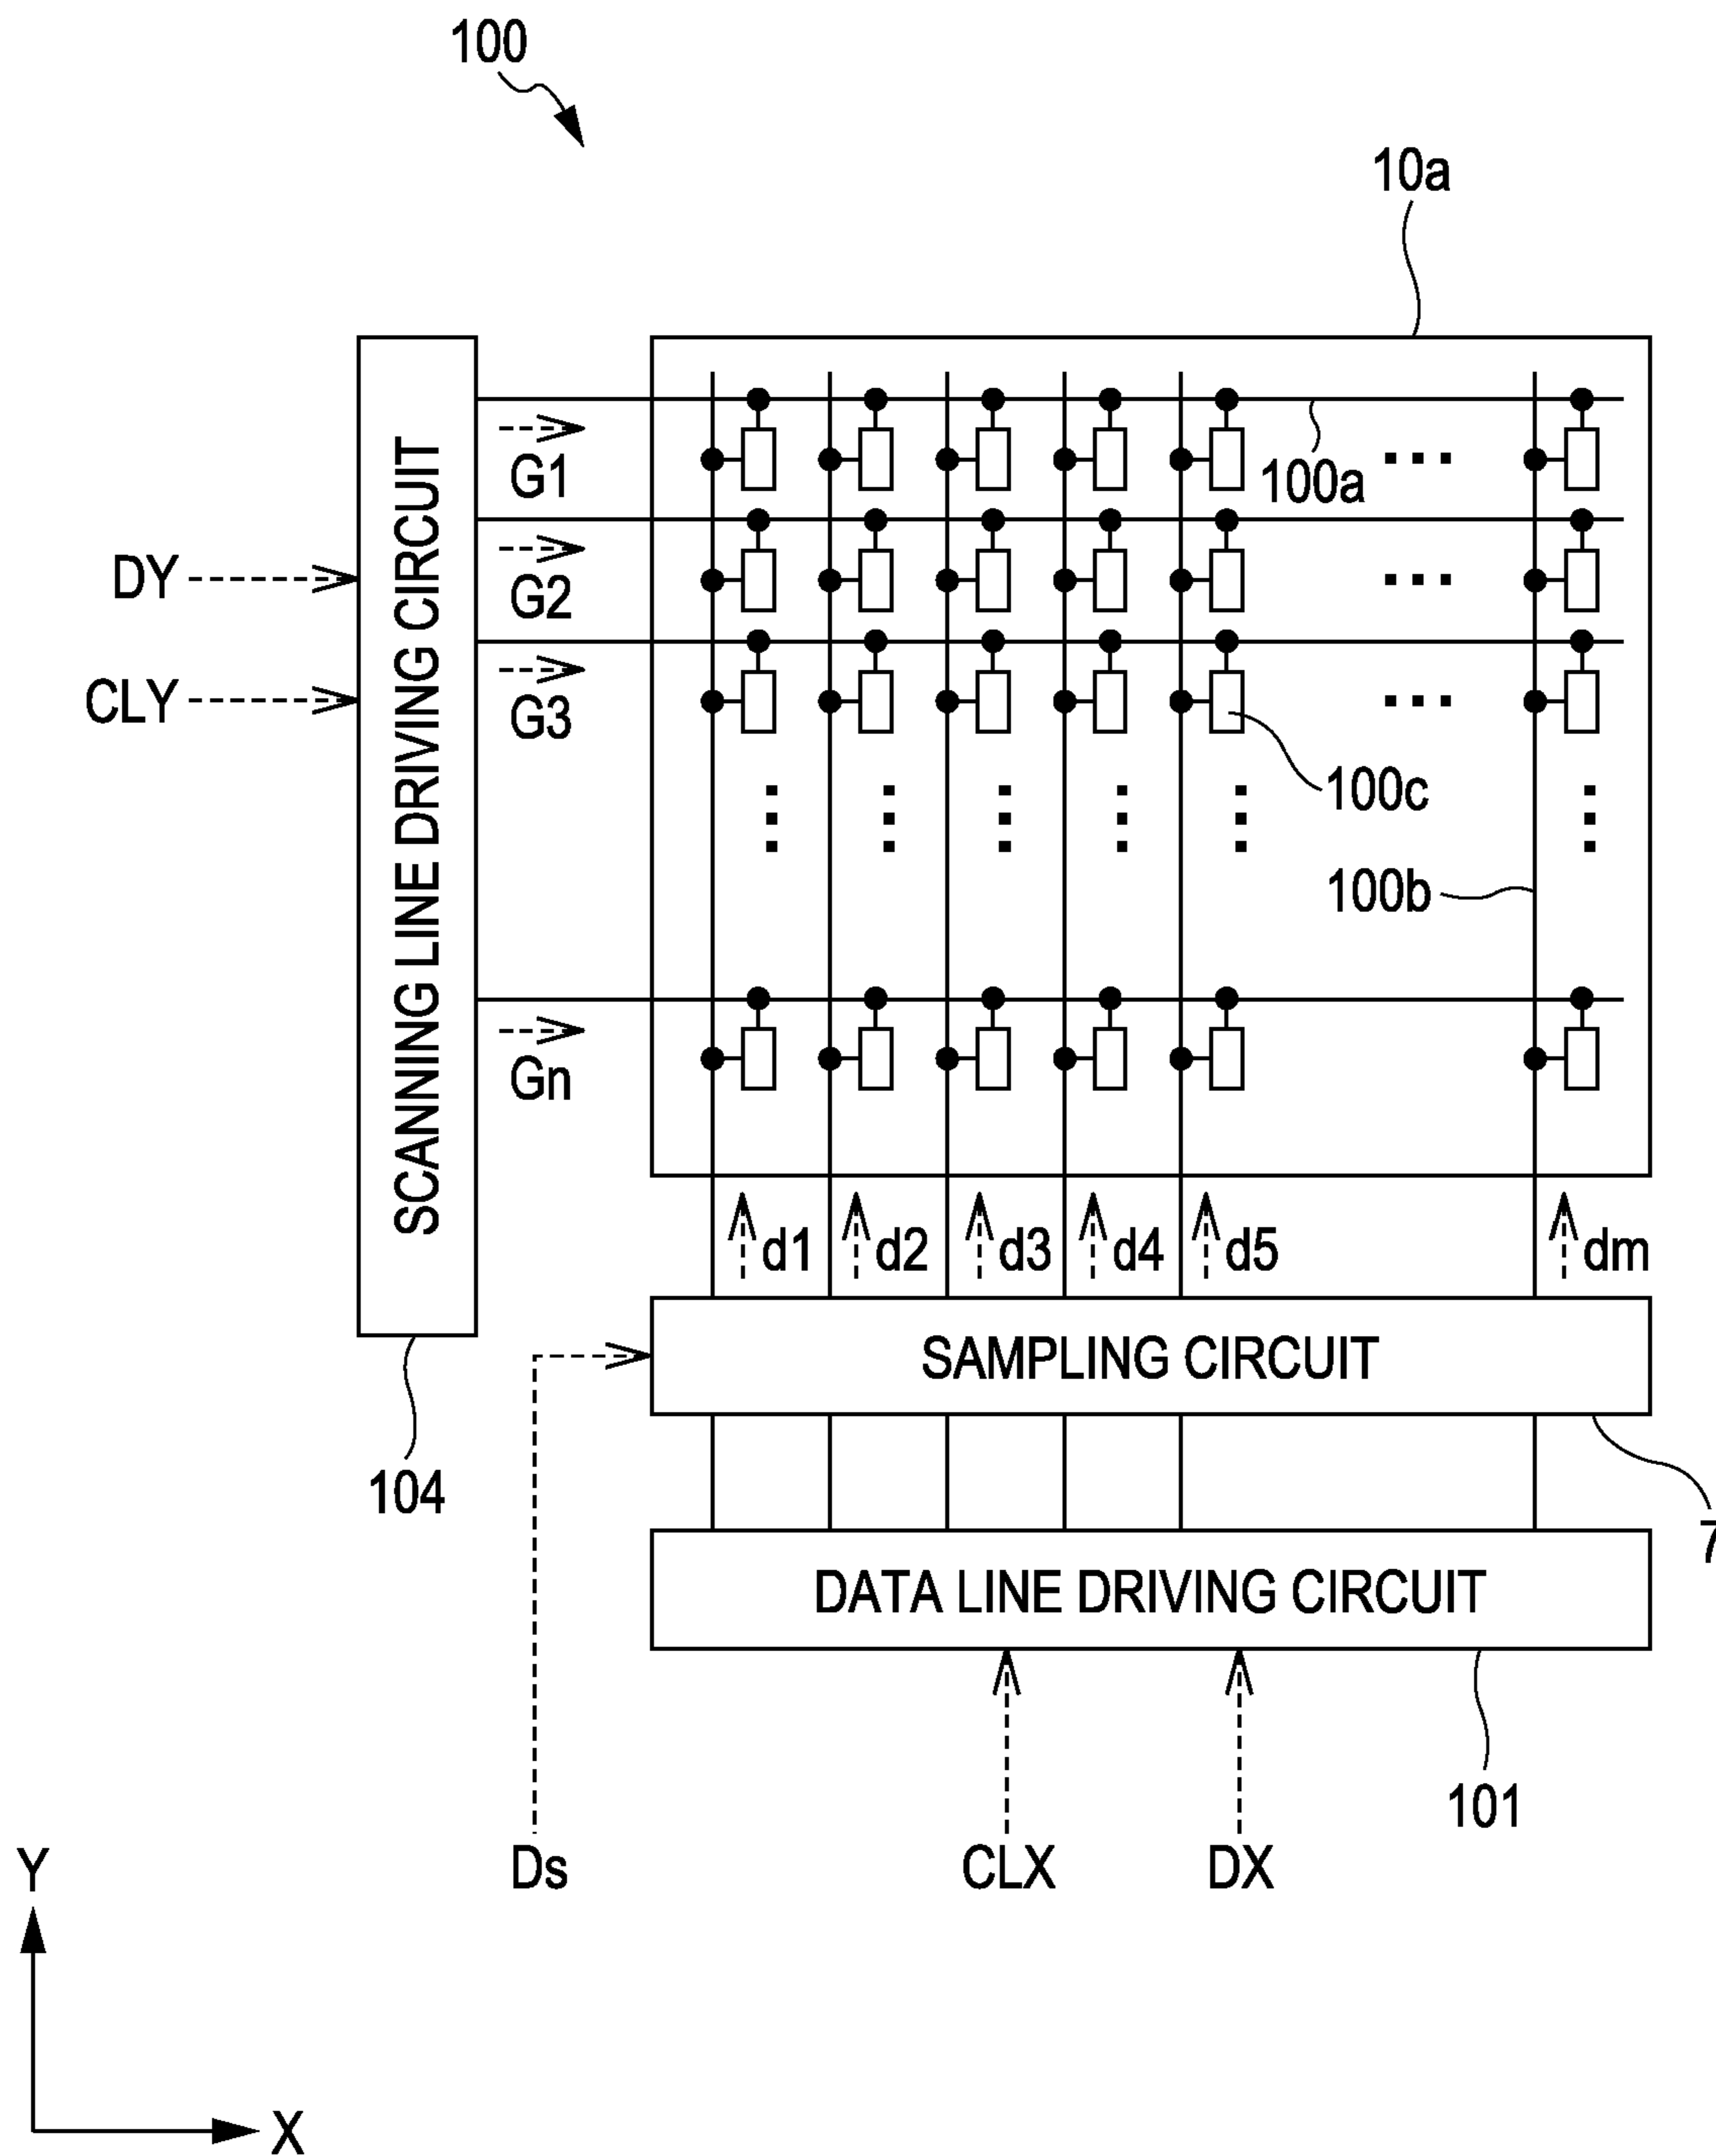 100
10a
SCANNING LINE DRIVING CIRCUIT
G1
100a
DY
G2
CLY
G3
100c
100b
Gn
d1
d2
d3
d4
d5
dm
SAMPLING CIRCUIT
104
7
DATA LINE DRIVING CIRCUIT
101
Ds
CLX
DX
Y
X